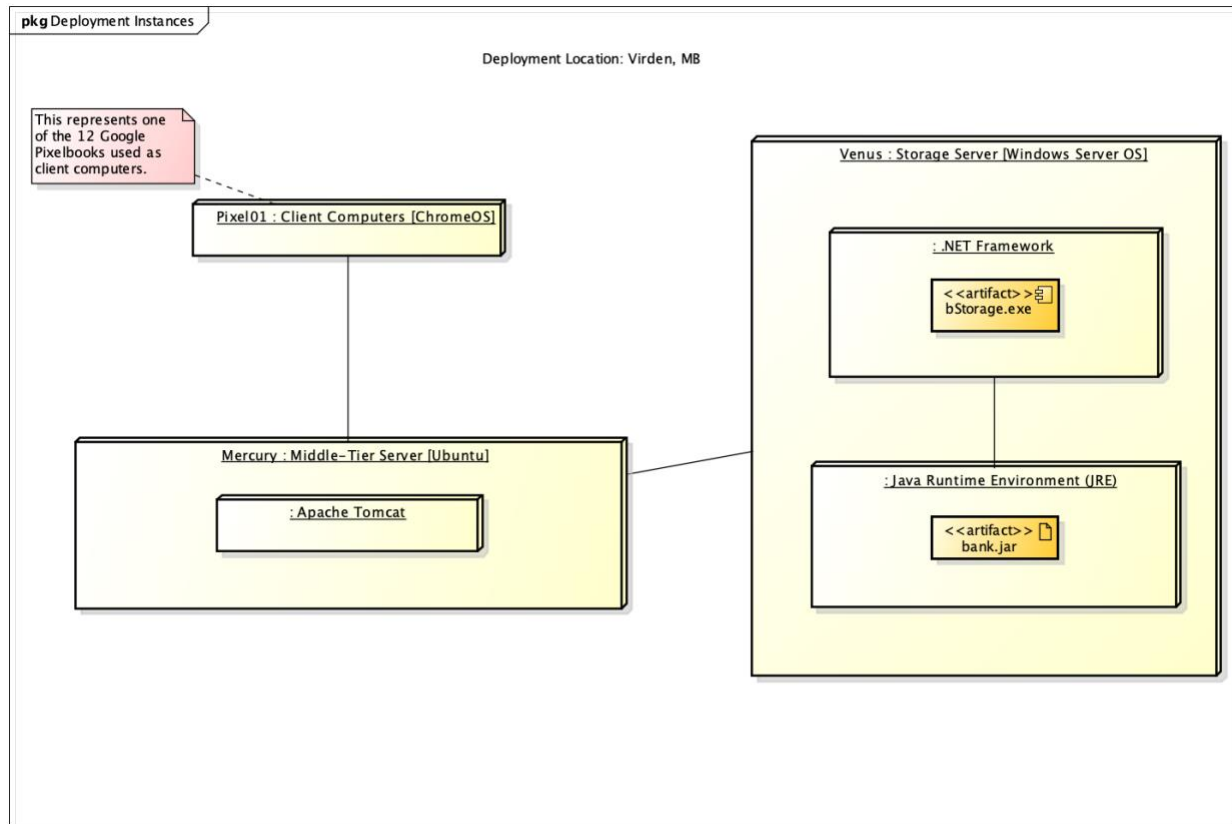 pkg Deployment Instances
Deployment Location: Virden, MB
This represents one
of the 12 Google
Pixelbooks used as
client computers.
Pixel01 : Client Computers [ChromeOS]
Mercury : Middle-Tier Server [Ubuntu]
: Apache Tomcat
Venus : Storage Server [Windows Server OS]
: .NET Framework
<<artifact>>
bStorage.exe
: Java Runtime Environment (JRE)
<<artifact>>
bank.jar